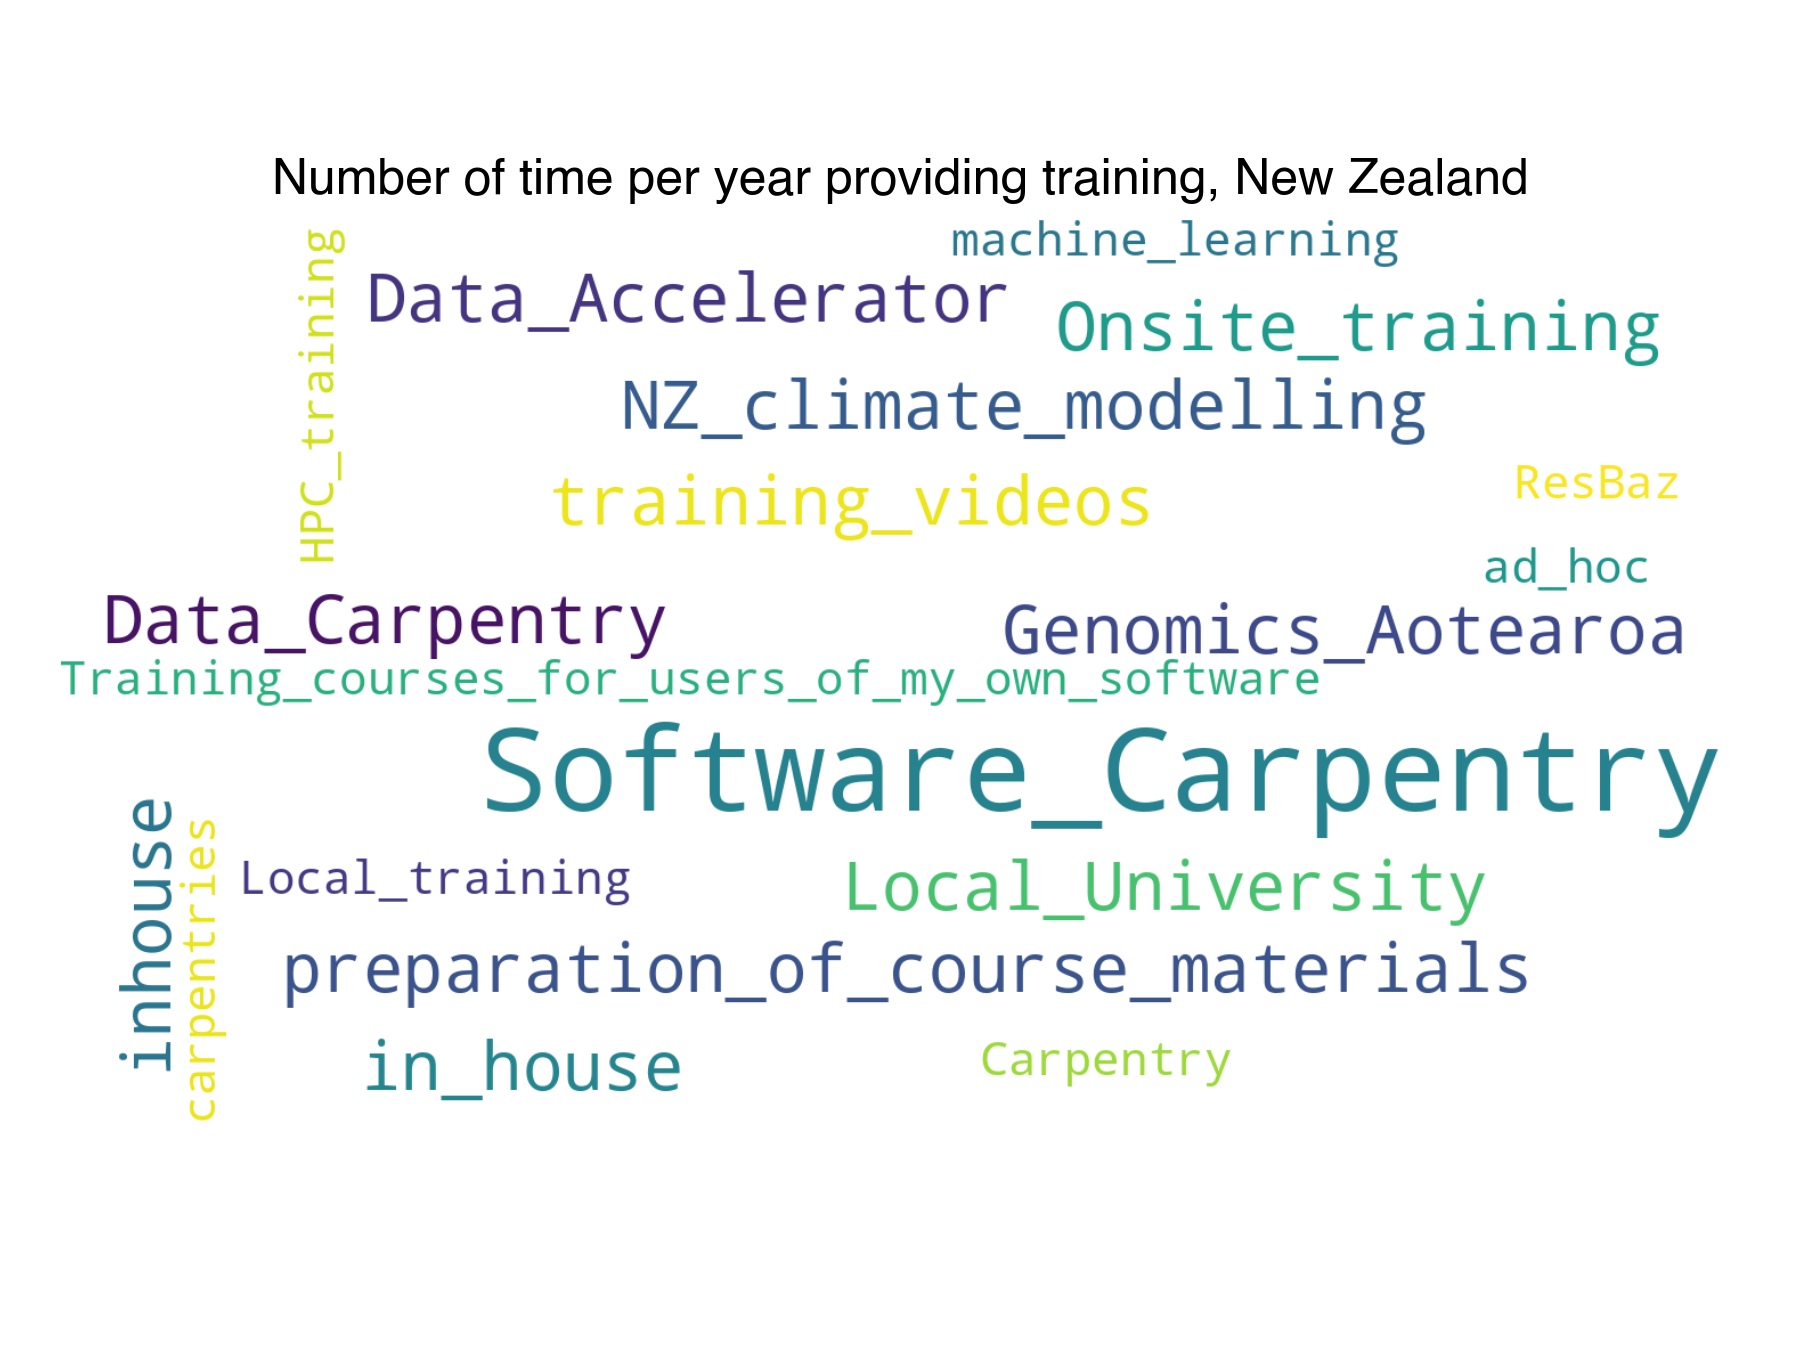 Number of time per year providing training, New Zealand
machine_learning
HPC_training
Data_Accelerator
Onsite_training
NZ_climate_modelling
training_videos
ResBaz
ad_hoc
Data_Carpentry
Genomics_Aotearoa
Training_courses_for_users_of_my_own_software
Software_Carpentry
inhouse
carpentries
Local_training
Local_University
preparation_of_course_materials
in_house
Carpentry